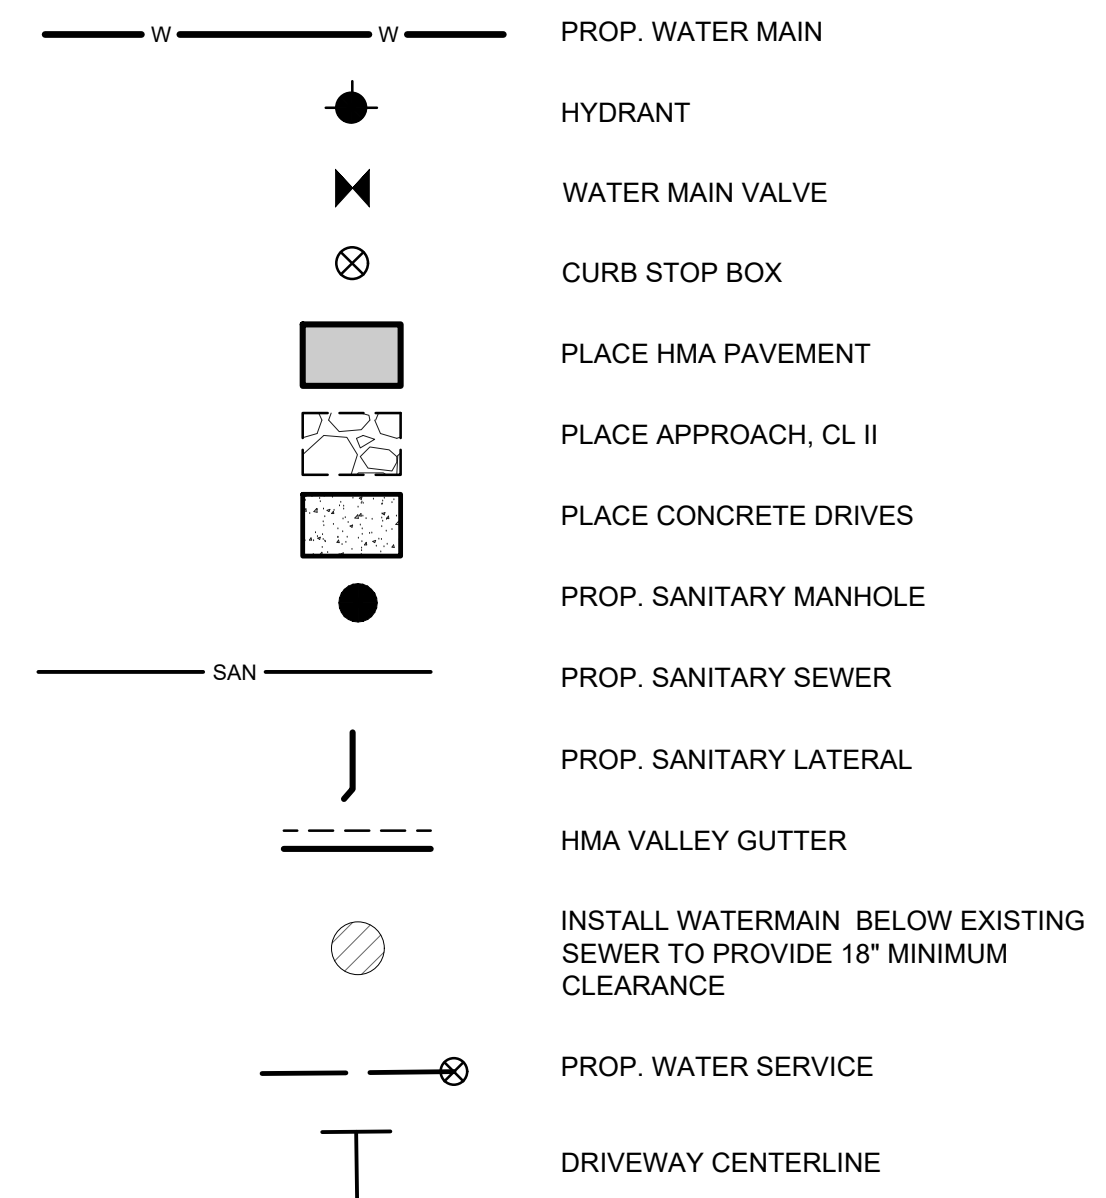 W W PROP. WATER MAIN
HYDRANT
WATER MAIN VALVE
CURB STOP BOX
PLACE HMA PAVEMENT
PLACE APPROACH, CL II
PLACE CONCRETE DRIVES
PROP. SANITARY MANHOLE
SAN PROP. SANITARY SEWER
PROP. SANITARY LATERAL
HMA VALLEY GUTTER
INSTALL WATERMAIN BELOW EXISTING
SEWER TO PROVIDE 18" MINIMUM
CLEARANCE
PROP. WATER SERVICE
DRIVEWAY CENTERLINE